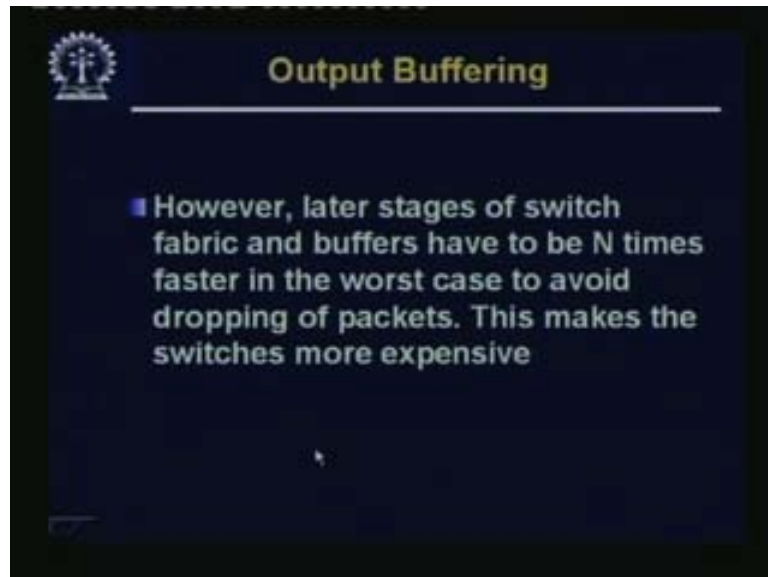 Output Buffering
However, later stages of switch
fabric and buffers have to be N times
faster in the worst case to avoid
dropping of packets. This makes the
switches more expensive